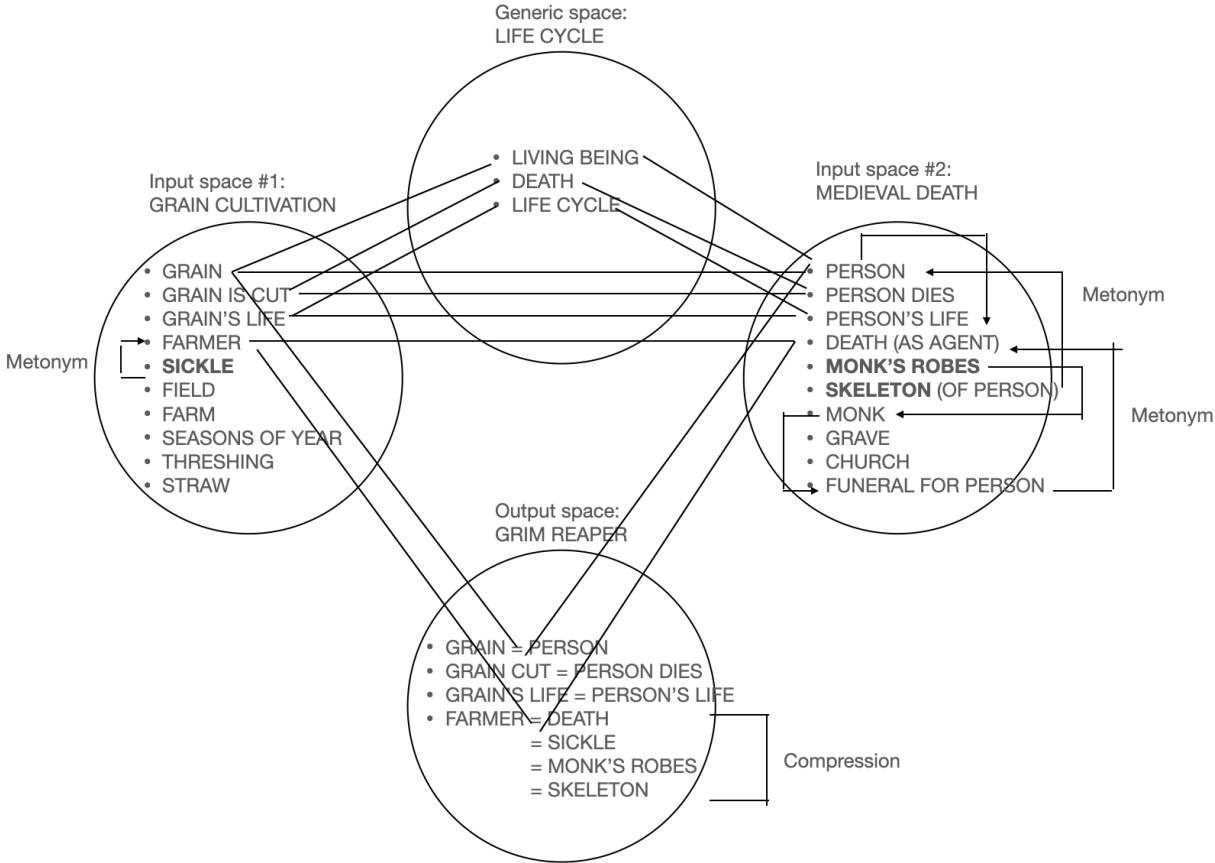 Generic space:
LIFE CYCLE
• LIVING BEING
• DEATH
• LIFE CYCLE
Input space #1:
GRAIN CULTIVATION
• GRAIN
• GRAIN IS CUT
• GRAIN'S LIFE
• FARMER
• SICKLE
• FIELD
• FARM
• SEASONS OF YEAR
• THRESHING
• STRAW
Metonym
Input space #2:
MEDIEVAL DEATH
• PERSON
• PERSON DIES
• PERSON'S LIFE
• DEATH (AS AGENT)
• MONK'S ROBES
• SKELETON (OF PERSON)
• MONK
• GRAVE
• CHURCH
• FUNERAL FOR PERSON
Metonym
Metonym
Output space:
GRIM REAPER
• GRAIN = PERSON
• GRAIN CUT = PERSON DIES
• GRAIN'S LIFE = PERSON'S LIFE
• FARMER = DEATH
= SICKLE
= MONK'S ROBES
= SKELETON
Compression